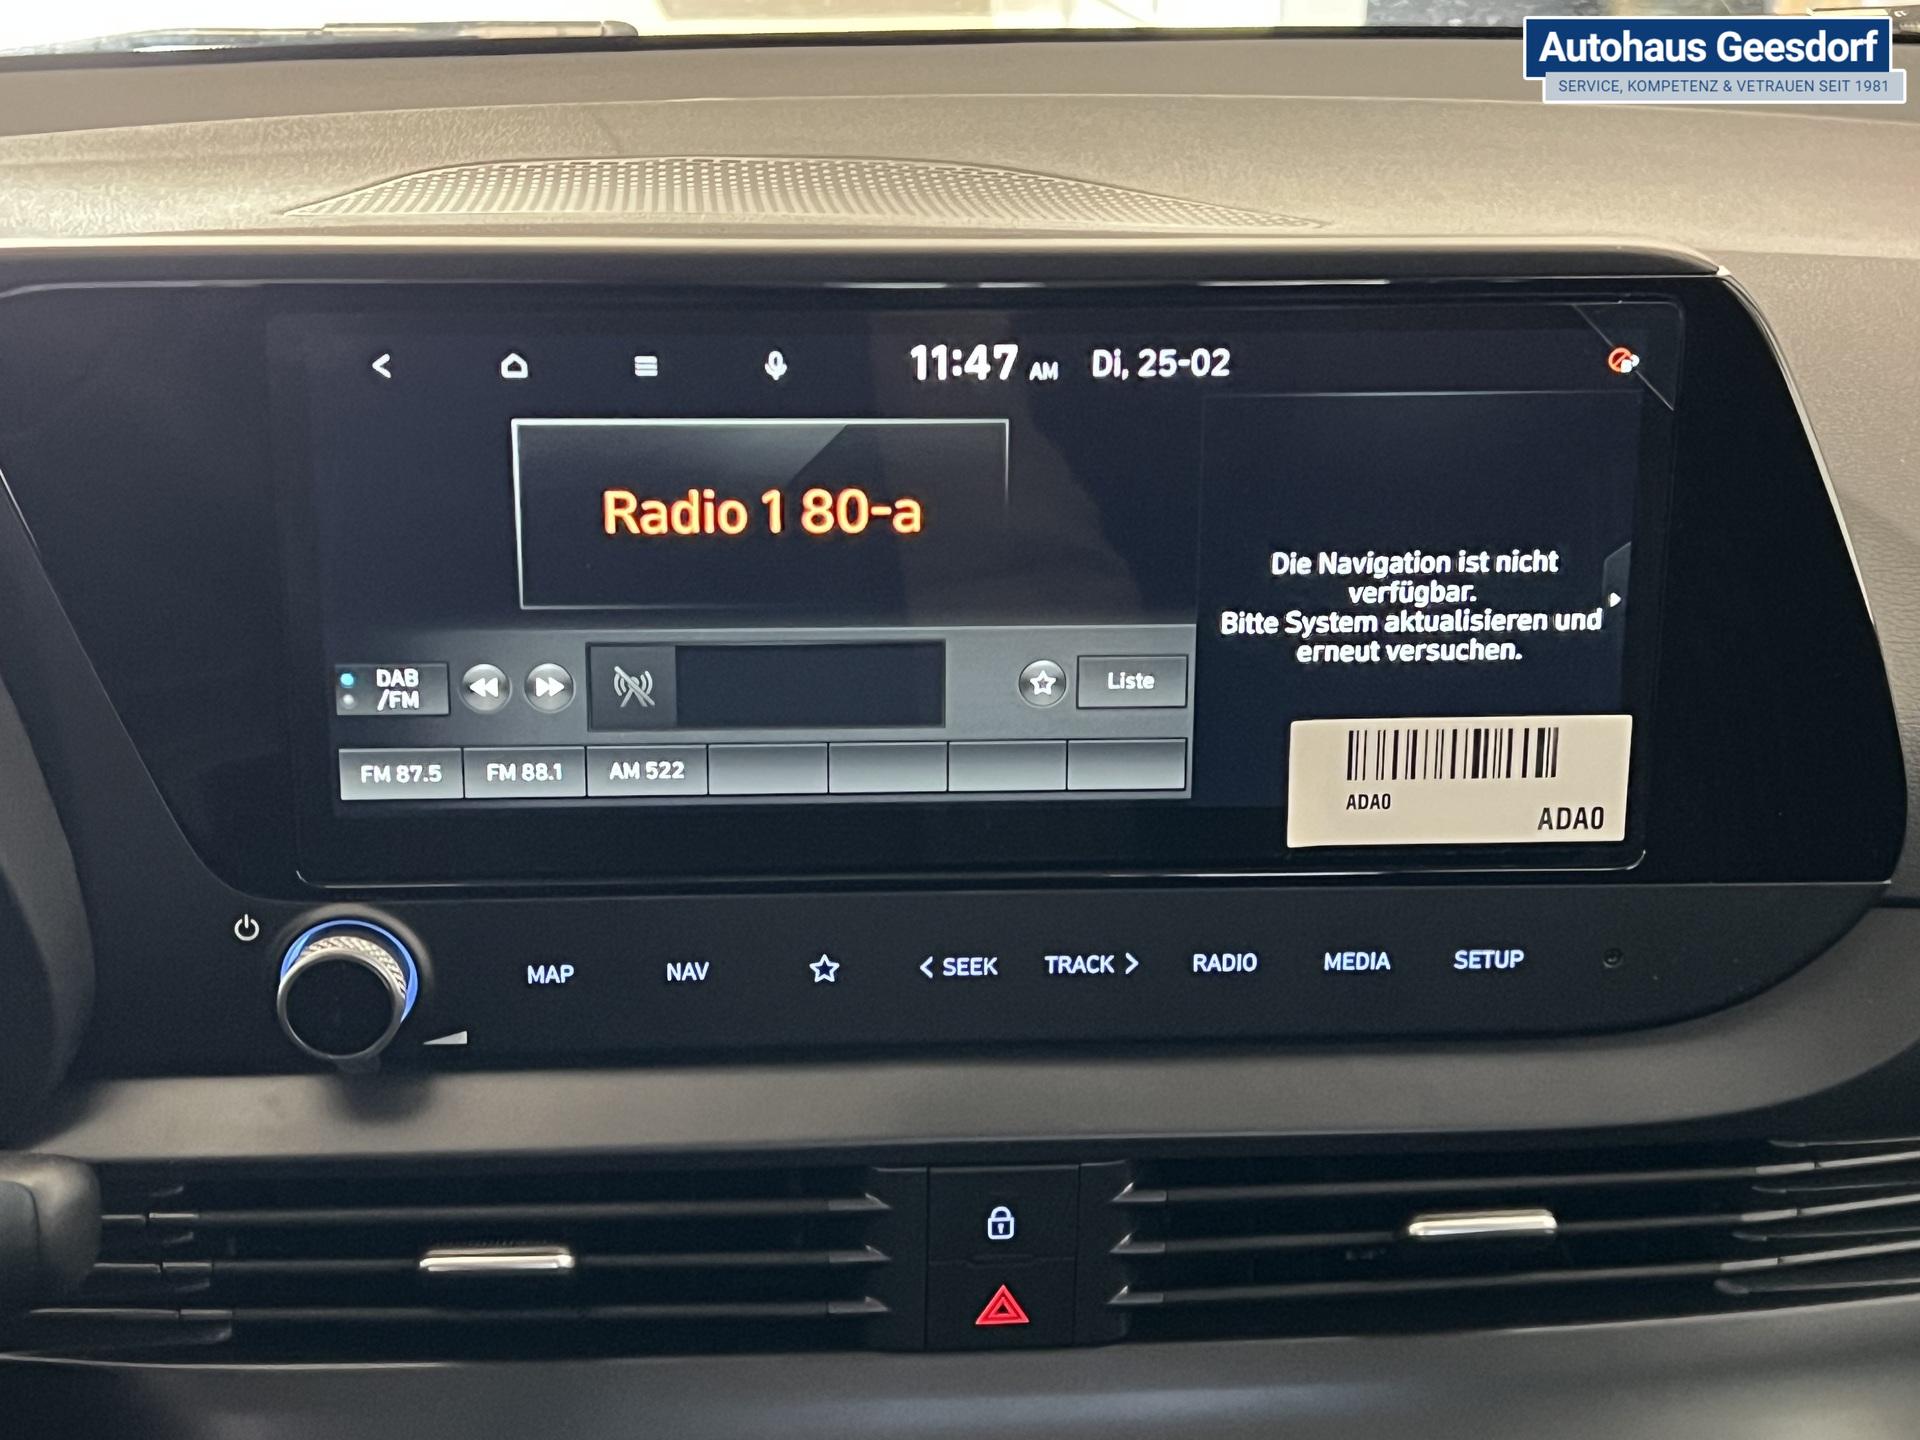 Autohaus Geesdorf
SERVICE, KOMPETENZ & VETRAUEN SEIT 1981
11:47 AM Di, 25-02
Radio 1 80-a
Die Navigation ist nicht
verfügbar.
Bitte System aktualisieren und
erneut versuchen.
DAB
/FM
Liste
FM 87.5 FM 88.1 AM 522
ADA0
ADA0
MAP NAV < SEEK TRACK > RADIO MEDIA SETUP